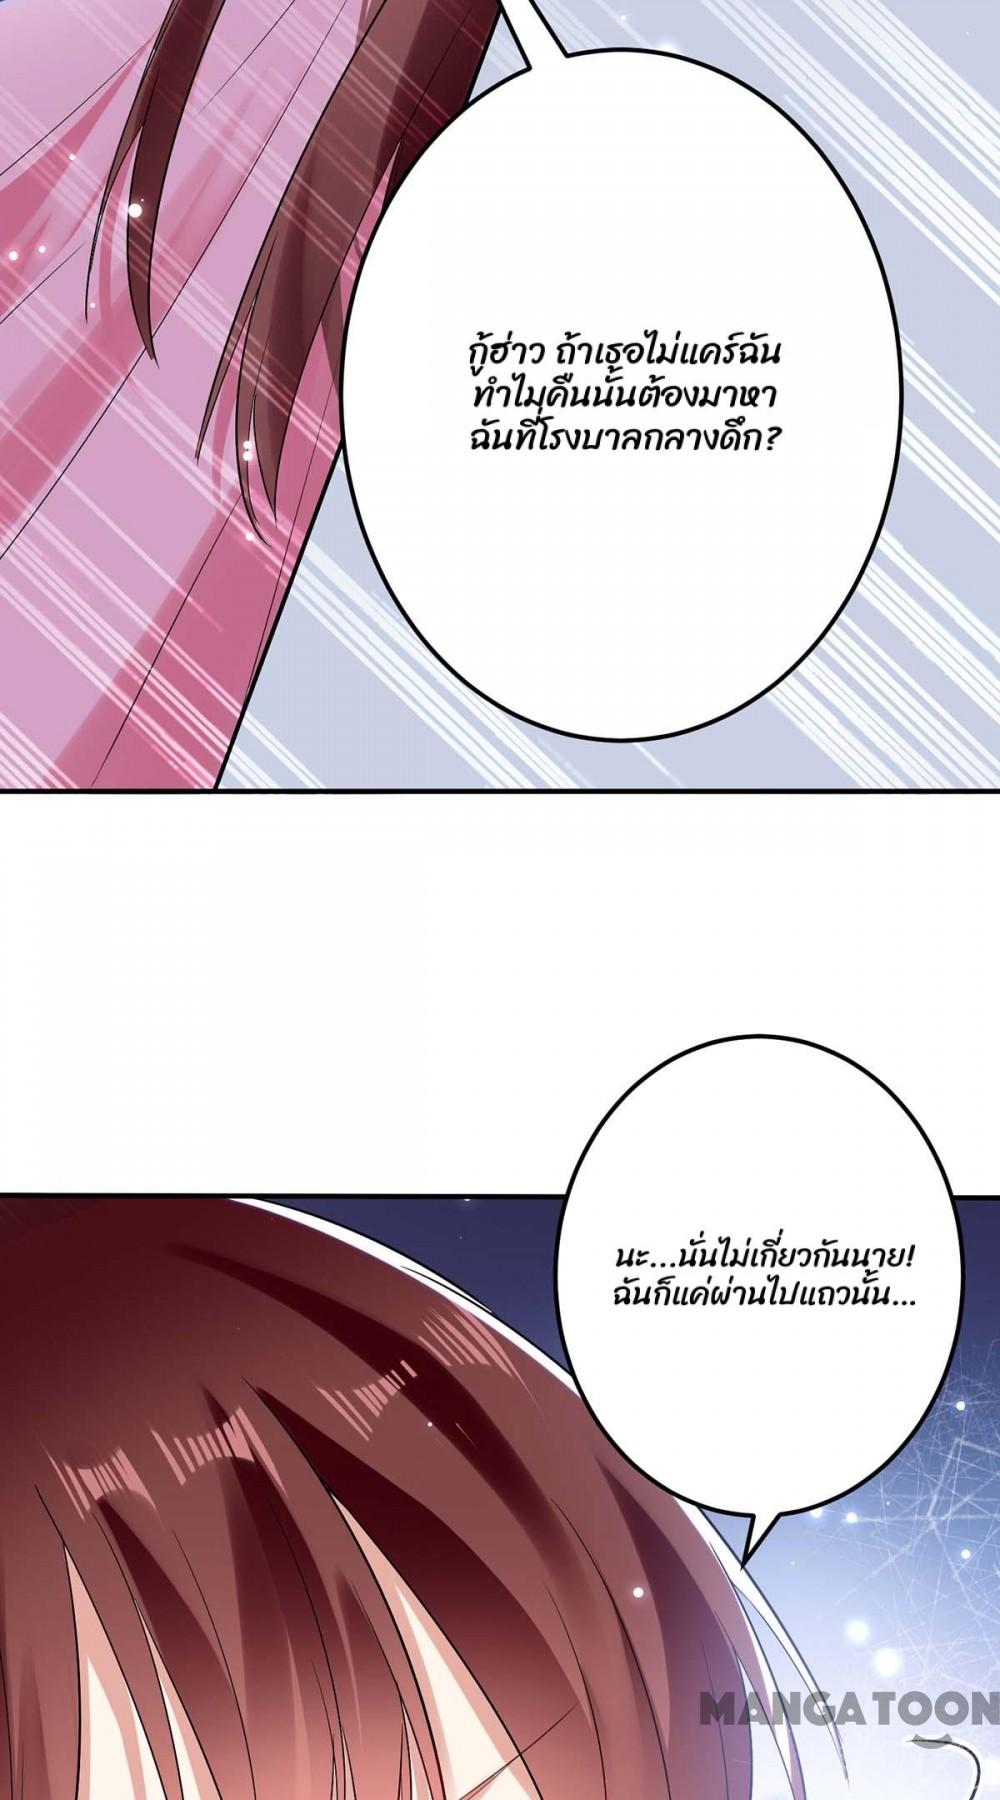 กู้ฮ่าว ถ้าเธอไม่แคร์ฉัน
ทำไมคืนนั้นต้องมาหา
ฉันที่โรงบาลกลางดึก?
นะ...นั่นไม่เกี่ยวกันนาย!
ฉันก็แค่ผ่านไปแถวนั้น...
MANGATOON